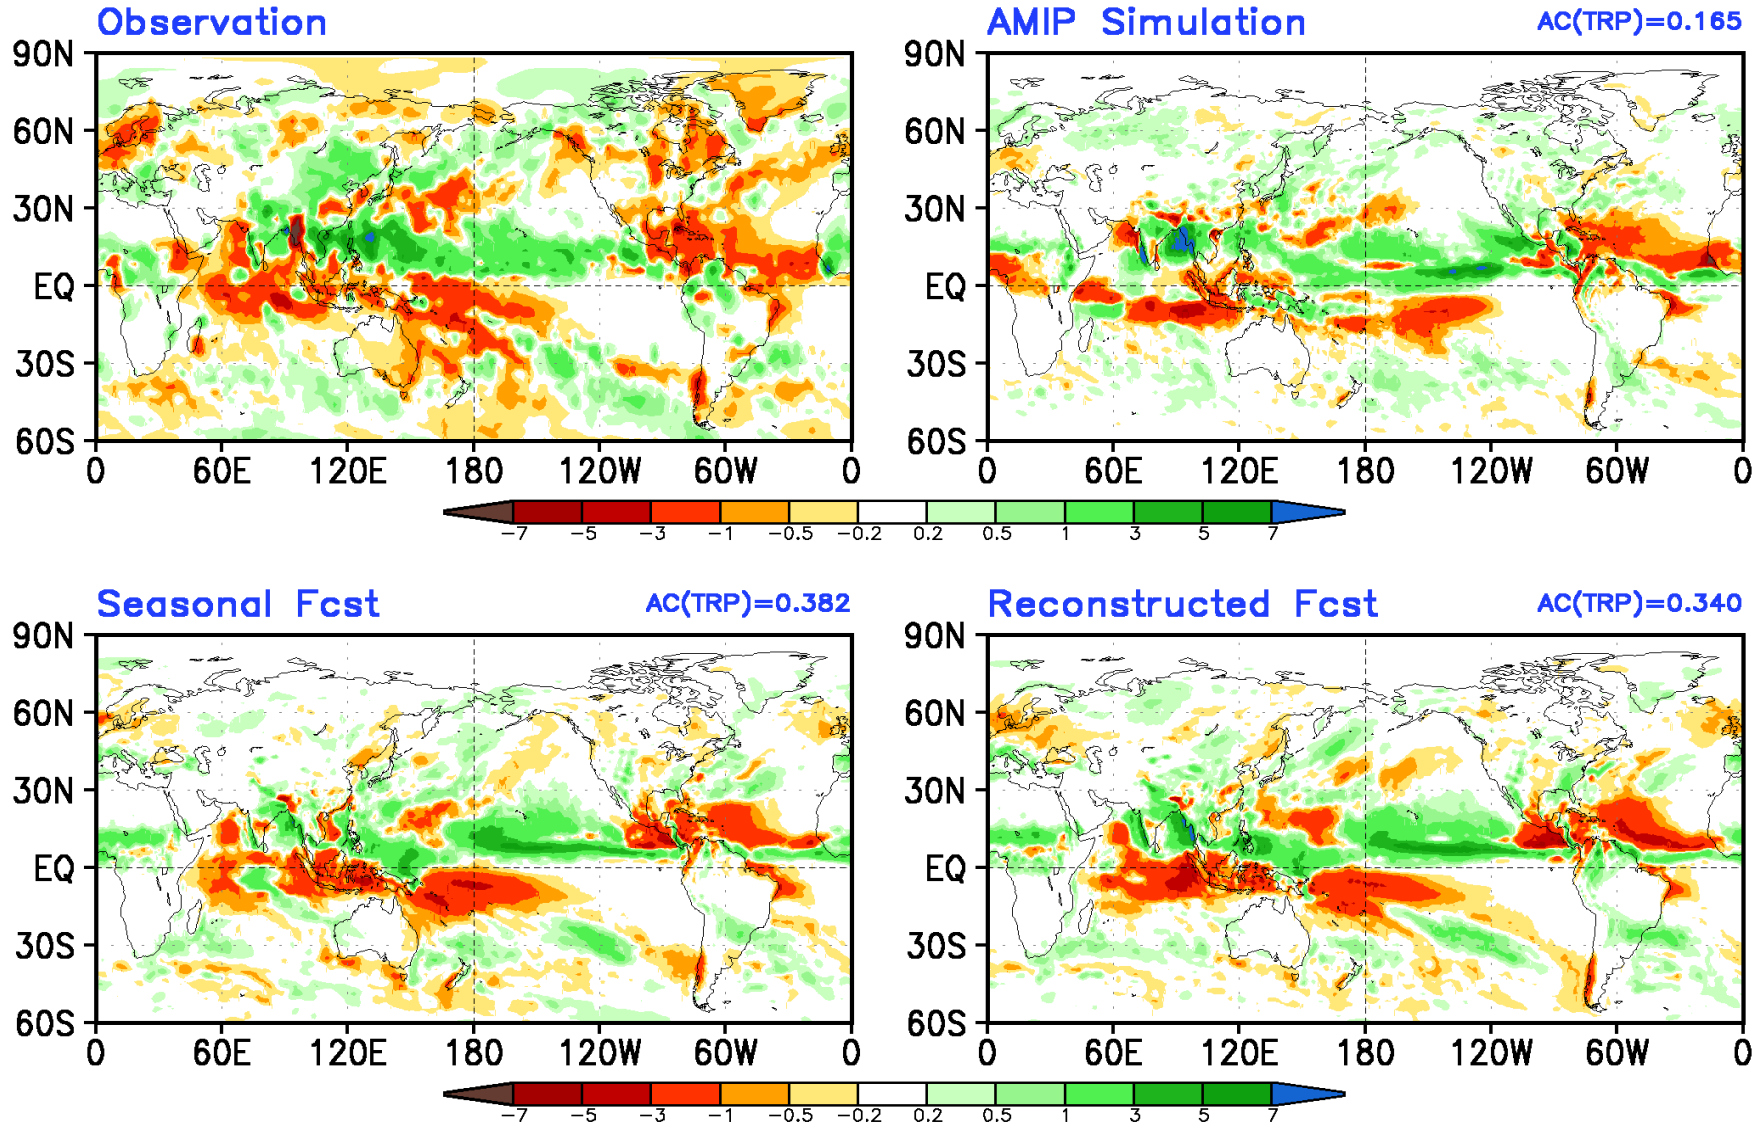 Observation
AMIP Simulation AC(TRP)=0.165
90N 90N
60N 60N
30N 30N
EQ EQ
30S 30S
60S 60S
0 60E 120E 180 120W 60W 0 0 60E 120E 180 120W 60W 0
-7 -5 -3 -1 -0.5 -0.2 0.2 0.5 1 3 5 7
Seasonal Fcst AC(TRP)=0.382
Reconstructed Fcst AC(TRP)=0.340
90N 90N
60N 60N
30N 30N
EQ EQ
30S 30S
60S 60S
0 60E 120E 180 120W 60W 0 0 60E 120E 180 120W 60W 0
-7 -5 -3 -1 -0.5 -0.2 0.2 0.5 1 3 5 7